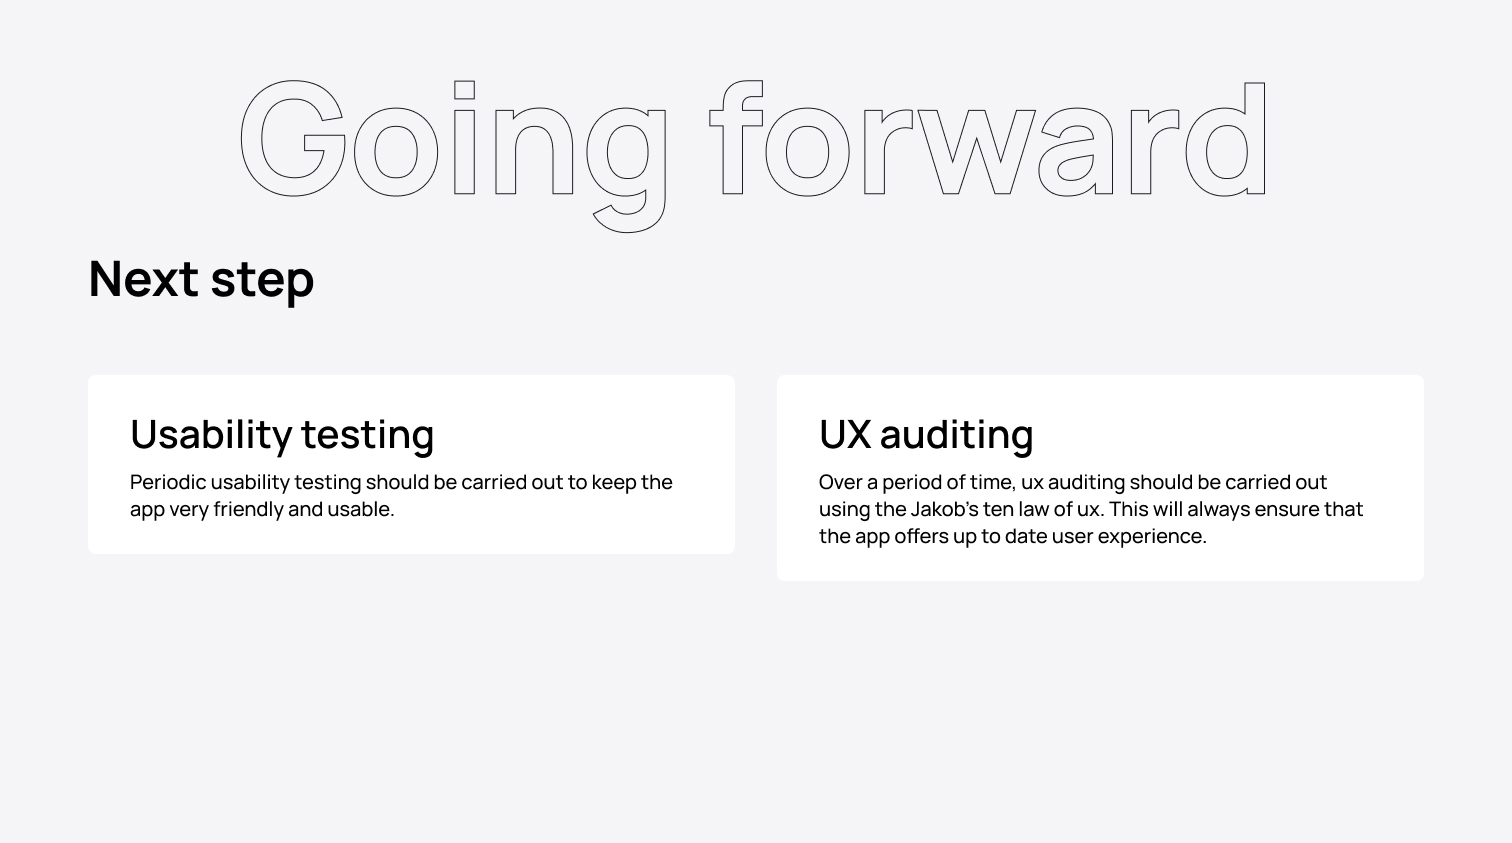 Going forward
Next step
Usability testing
Periodic usability testing should be carried out to keep the
app very friendly and usable.
UX auditing
Over a period of time, ux auditing should be carried out
using the Jakob’s ten law of ux. This will always ensure that
the app offers up to date user experience.